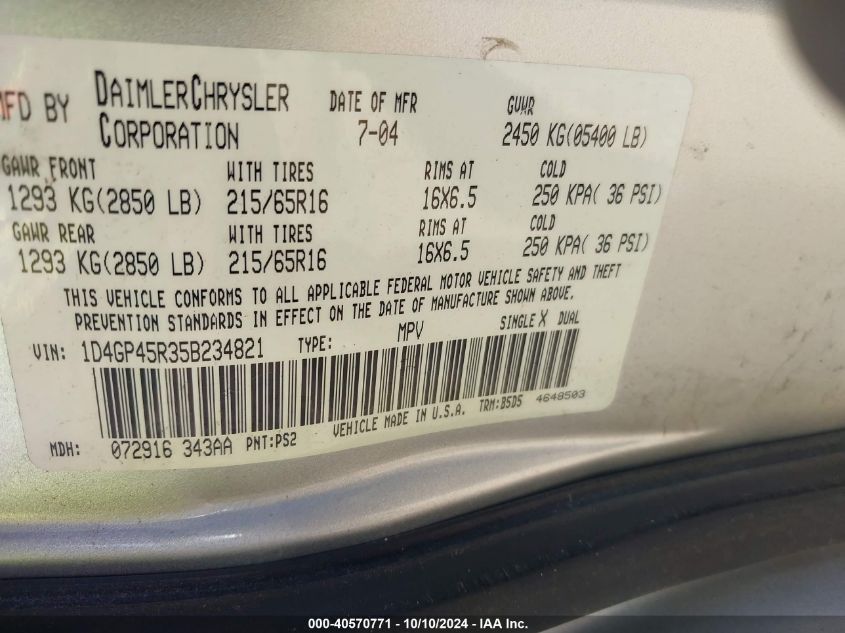 MFD BY DAIMLERCHRYSLER CORPORATION DATE OF MFR 7-04 GVWR 2450 KG(05400 LB)
GAWR FRONT WITH TIRES RIMS AT COLD
1293 KG(2850 LB) 215/65R16 16X6.5 250 KPA( 36 PSI)
GAWR REAR WITH TIRES RIMS AT COLD
1293 KG(2850 LB) 215/65R16 16X6.5 250 KPA( 36 PSI)
THIS VEHICLE CONFORMS TO ALL APPLICABLE FEDERAL MOTOR VEHICLE SAFETY AND THEFT
PREVENTION STANDARDS IN EFFECT ON THE DATE OF MANUFACTURE SHOWN ABOVE.
VIN: 1D4GP45R35B234821 TYPE: MPV SINGLE X DUAL
MDH: 072916 343AA PNT:PS2 VEHICLE MADE IN U.S.A. TRM:B5D5 4648503
000-40570771 - 10/10/2024 - IAA Inc.